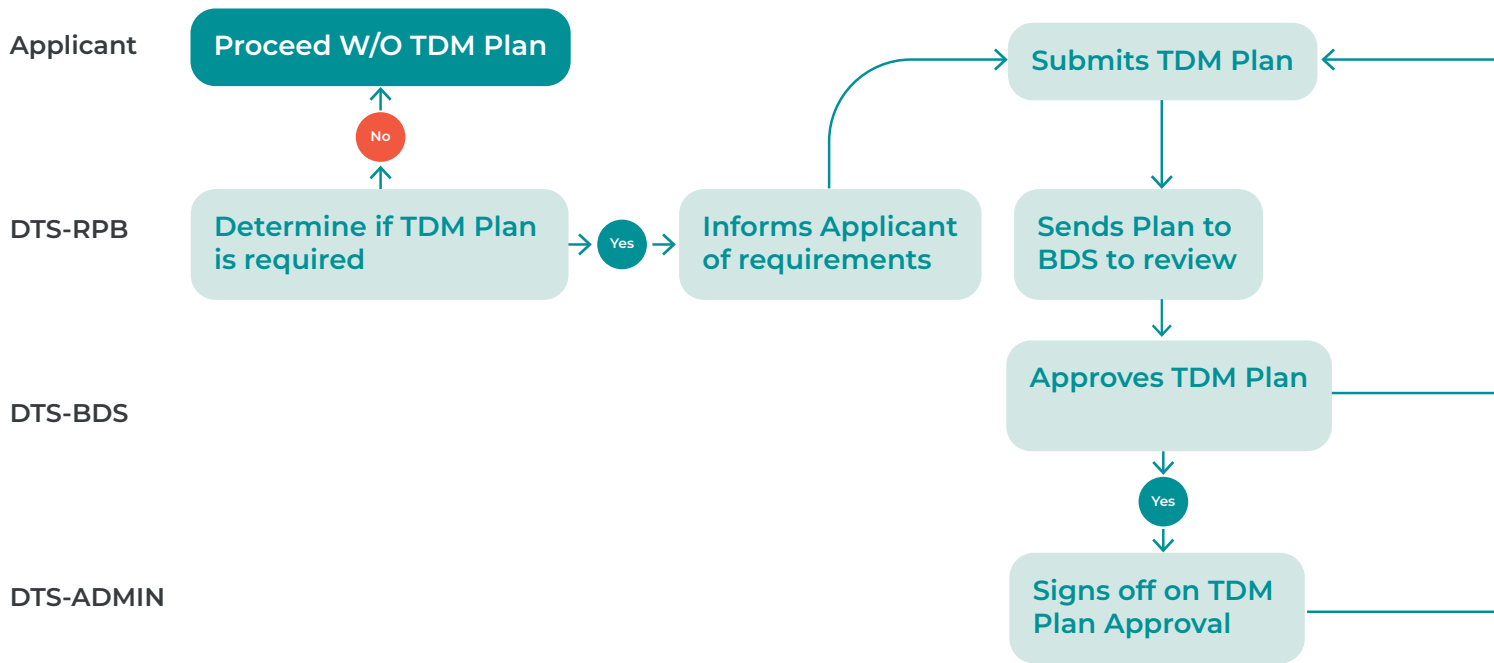 Applicant
Proceed W/O TDM Plan
Submits TDM Plan
No
DTS-RPB
Determine if TDM Plan
is required
Yes
Informs Applicant
of requirements
Sends Plan to
BDS to review
DTS-BDS
Approves TDM Plan
Yes
DTS-ADMIN
Signs off on TDM
Plan Approval